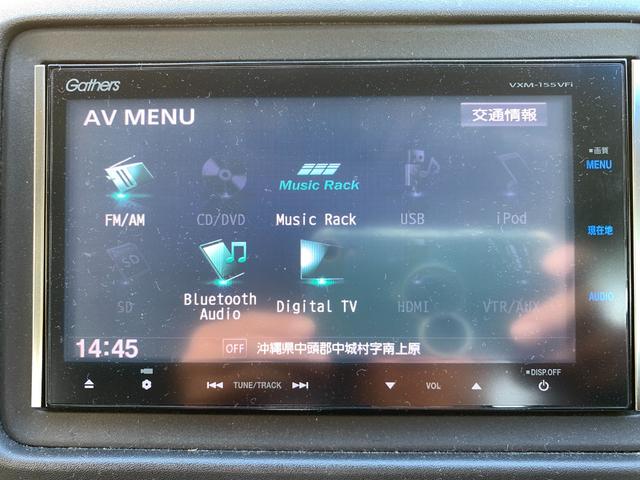 Gathers
VXM-155VFi
AV MENU
交通情報
■画質
MENU
FM/AM
CD/DVD
Music Rack
Music Rack
USB
iPod
現在地
SD
Bluetooth
Audio
Digital TV
HDMI
VTR/AUX
AUDIO
14:45
OFF
沖縄県中頭郡中城村字南上原
TUNE/TRACK
VOL
■DISP.OFF